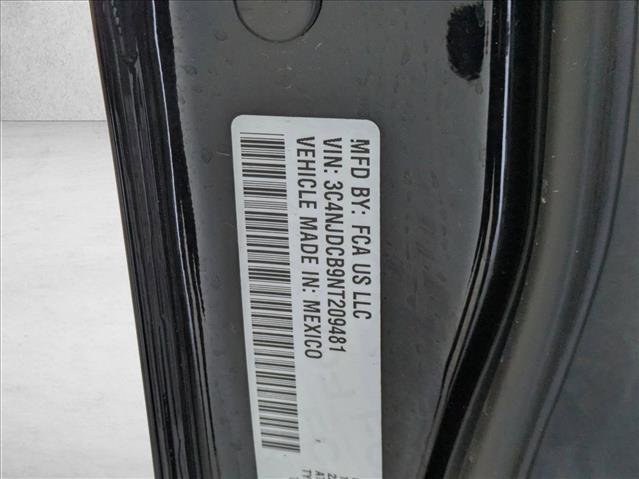 MFD BY: FCA US LLC
VIN: 3C4NJDCB9NT209481
VEHICLE MADE IN: MEXICO